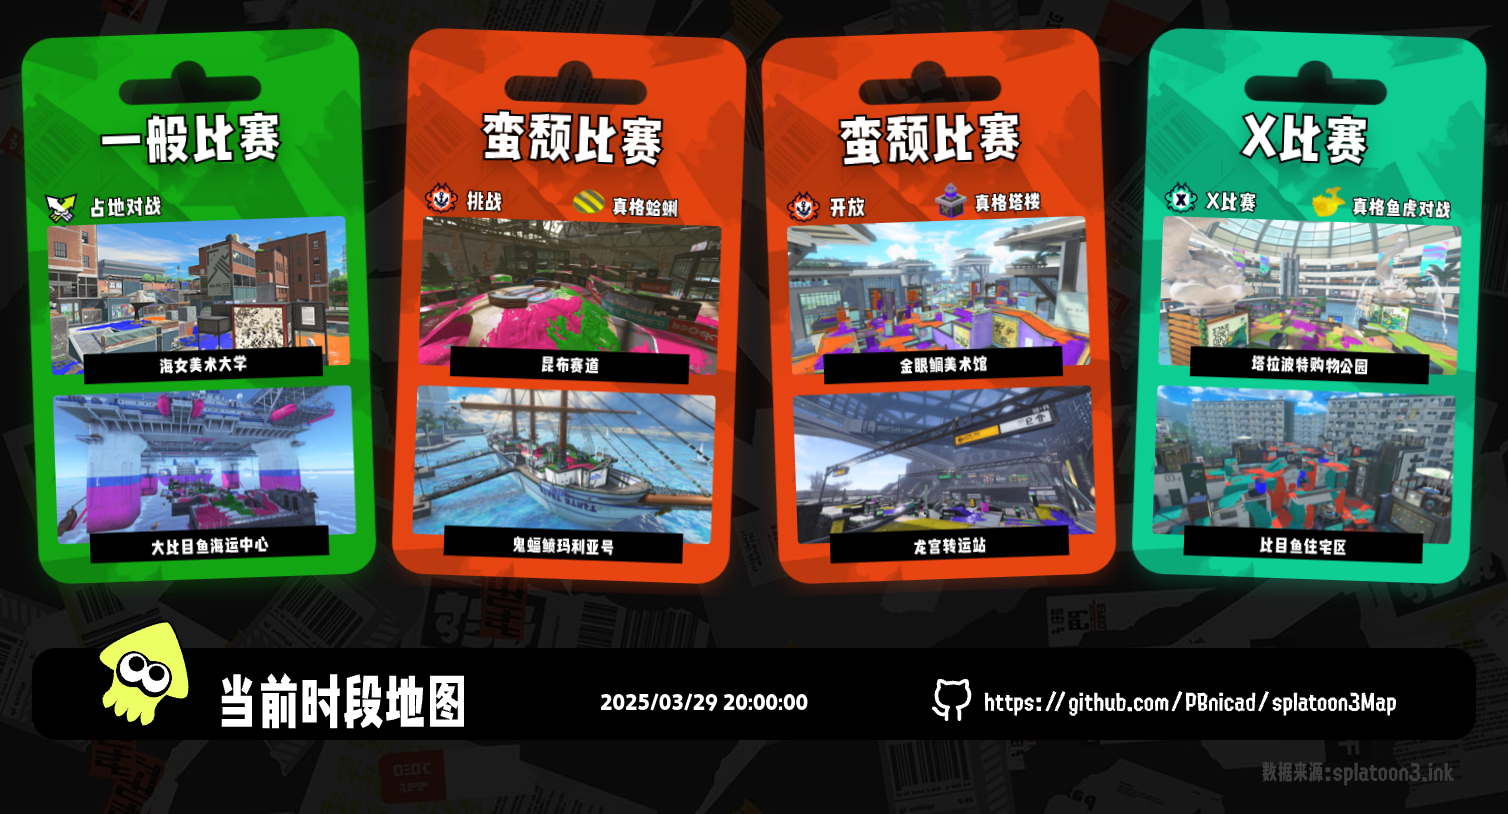 一般比赛
占地对战
海女美术大学
大比目鱼海运中心
蛮颓比赛
挑战
真格蛤蜊
昆布赛道
鬼蝠鲼玛利亚号
蛮颓比赛
开放
真格塔楼
金眼鲷美术馆
龙宫转运站
X比赛
X比赛
真格鱼虎对战
塔拉波特购物公园
比目鱼住宅区
当前时段地图
2025/03/29 20:00:00
https://github.com/PBnicad/splatoon3Map
数据来源:splatoon3.ink